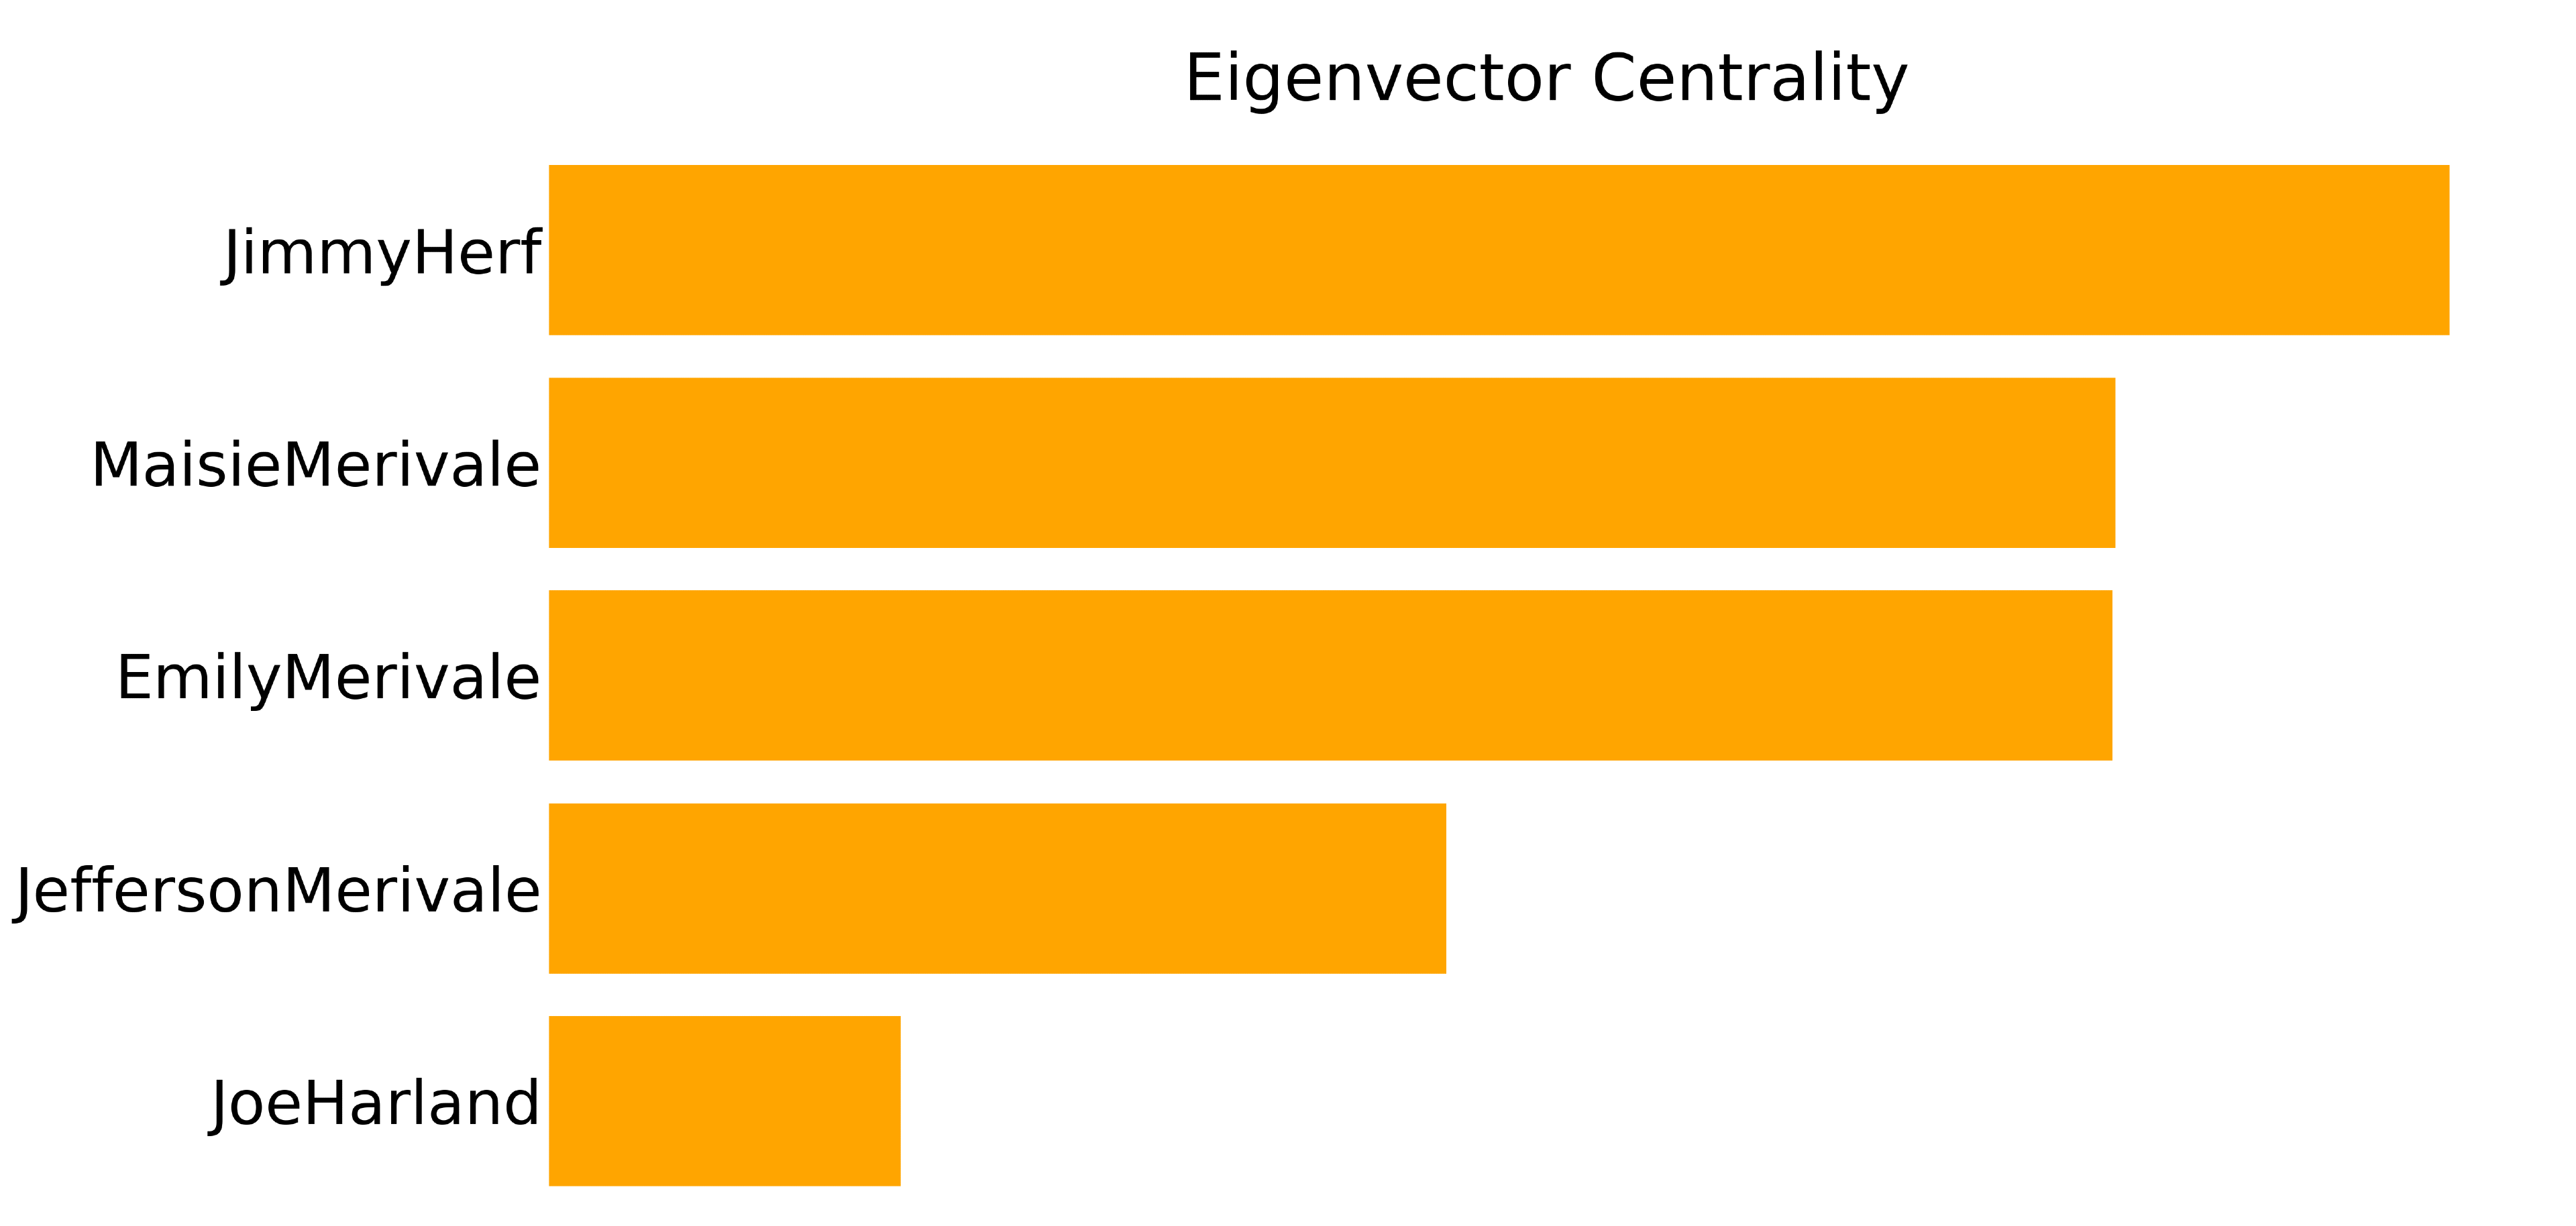 Eigenvector Centrality
JimmyHerf
MaisieMerivale
EmilyMerivale
JeffersonMerivale
JoeHarland